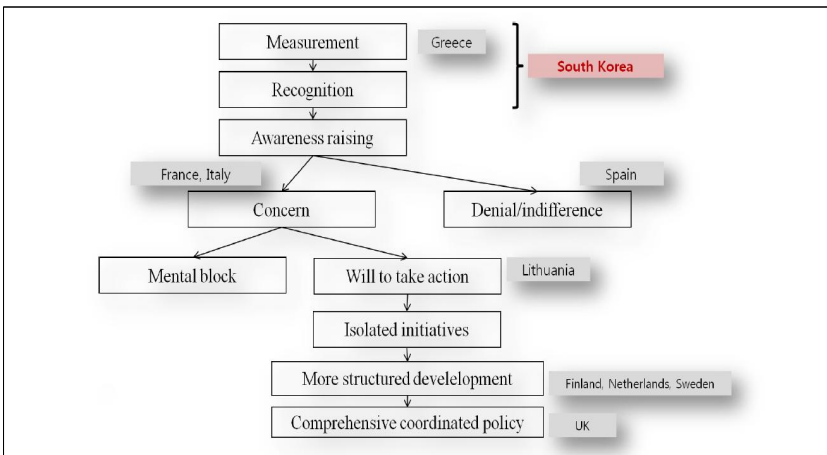 Measurement
Greece
South Korea
Recognition
Awareness raising
France, Italy
Spain
Concern
Denial/indifference
Mental block
Will to take action
Lithuania
Isolated initiatives
More structured develelopment
Finland, Netherlands, Sweden
Comprehensive coordinated policy
UK